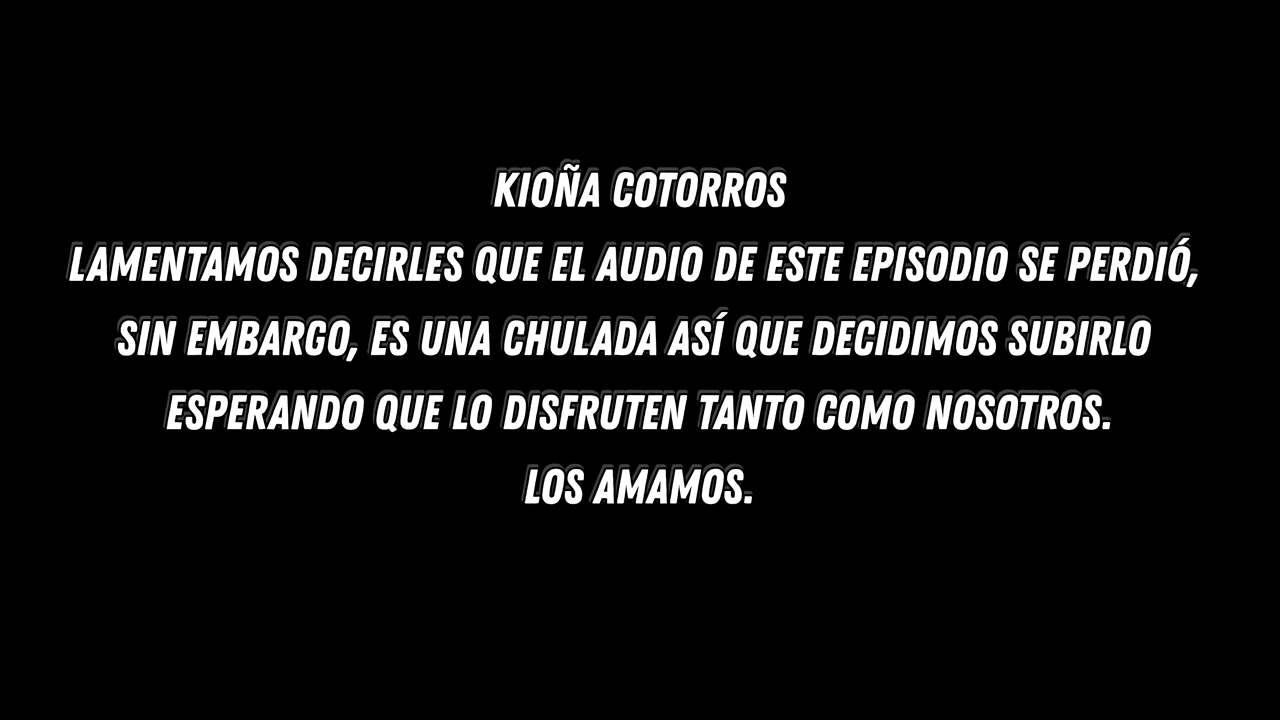 KIOÑA COTORROS
LAMENTAMOS DECIRLES QUE EL AUDIO DE ESTE EPISODIO SE PERDIÓ,
SIN EMBARGO, ES UNA CHULADA ASÍ QUE DECIDIMOS SUBIRLO
ESPERANDO QUE LO DISFRUTEN TANTO COMO NOSOTROS.
LOS AMAMOS.